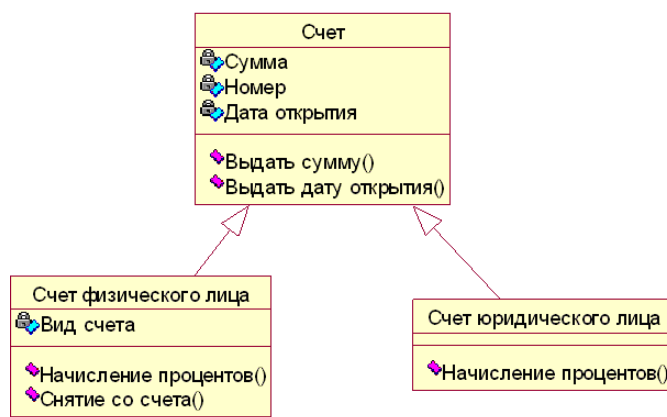 Счет
Сумма
Номер
Дата открытия
Выдать сумму()
Выдать дату открытия()
Счет физического лица
Вид счета
Начисление процентов()
Снятие со счета()
Счет юридического лица
Начисление процентов()